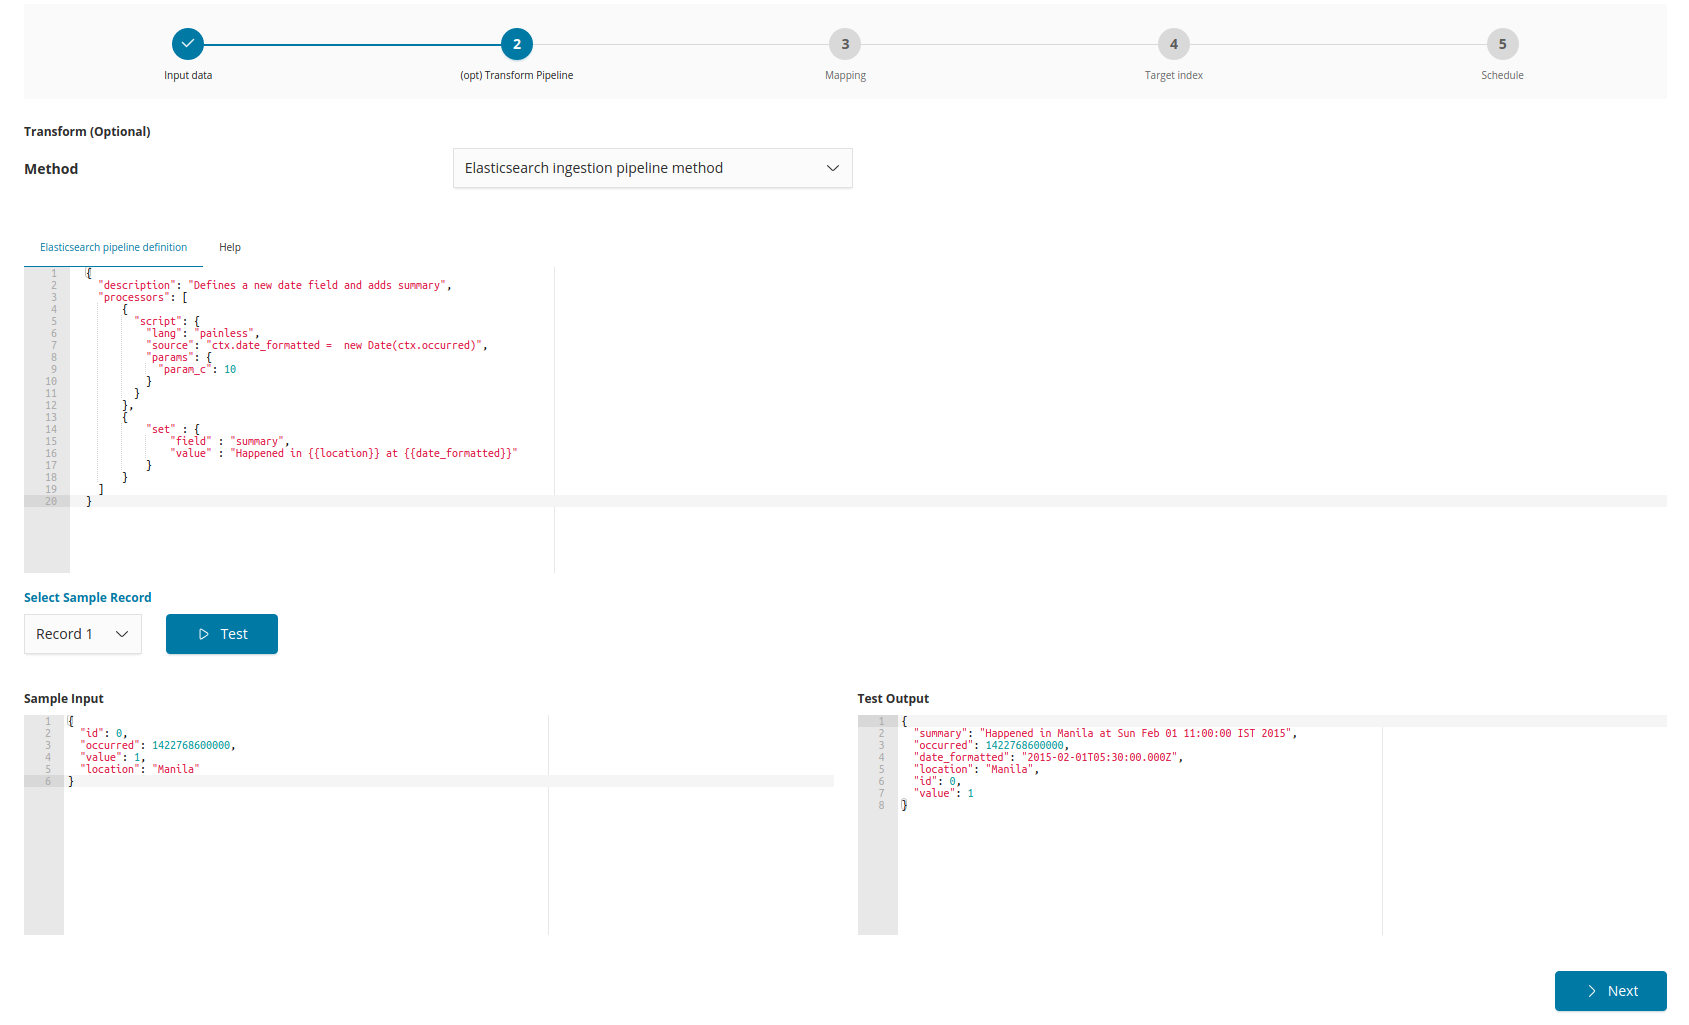 2 3 4 5
Input data (opt) Transform Pipeline Mapping Target index Schedule
Transform (Optional)
Method Elasticsearch ingestion pipeline method
Elasticsearch pipeline definition Help
1 {
2 "description": "Defines a new date field and adds summary",
3 "processors": [
4 {
5 "script": {
6 "lang": "painless",
7 "source": "ctx.date_formatted =  new Date(ctx.occurred)",
8 "params": {
9 "param_c": 10
10 }
11 }
12 },
13 {
14 "set" : {
15 "field" : "summary",
16 "value" : "Happened in {{location}} at {{date_formatted}}"
17 }
18 }
19 ]
20 }
Select Sample Record
Record 1 Test
Sample Input
1 {
2 "id": 0,
3 "occurred": 1422768600000,
4 "value": 1,
5 "location": "Manila"
6 }
Test Output
1 {
2 "summary": "Happened in Manila at Sun Feb 01 11:00:00 IST 2015",
3 "occurred": 1422768600000,
4 "date_formatted": "2015-02-01T05:30:00.000Z",
5 "location": "Manila",
6 "id": 0,
7 "value": 1
8 }
Next